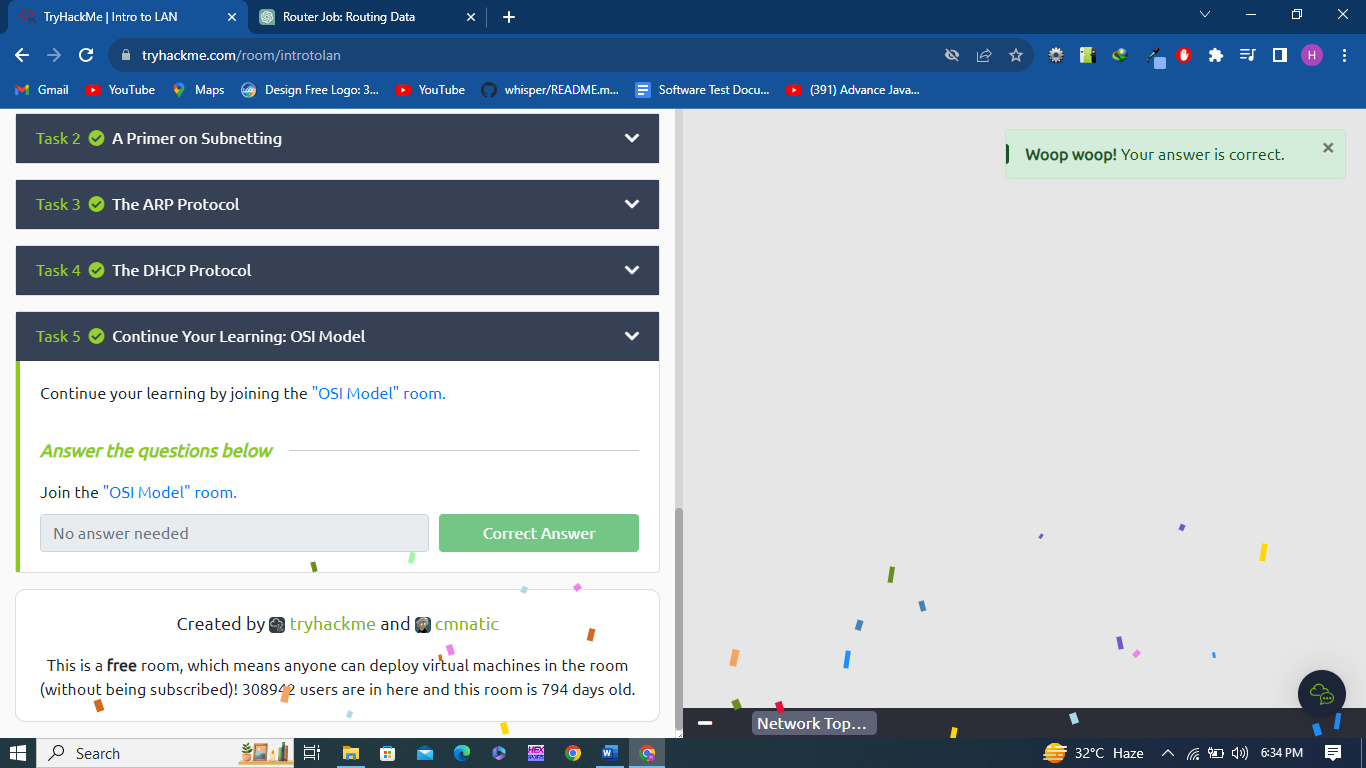 TryHackMe | Intro to LAN
Router Job: Routing Data
tryhackme.com/room/introtolan
H
Gmail
YouTube
Maps
Design Free Logo: 3...
YouTube
whisper/README.m...
Software Test Docu...
(391) Advance Java...
Task 2 A Primer on Subnetting
Task 3 The ARP Protocol
Task 4 The DHCP Protocol
Task 5 Continue Your Learning: OSI Model
Continue your learning by joining the "OSI Model" room.
Answer the questions below
Join the "OSI Model" room.
No answer needed
Correct Answer
Created by tryhackme and cmnatic
This is a free room, which means anyone can deploy virtual machines in the room
(without being subscribed)! 308942 users are in here and this room is 794 days old.
Woop woop! Your answer is correct.
Network Top...
Search
32°C Haze
6:34 PM